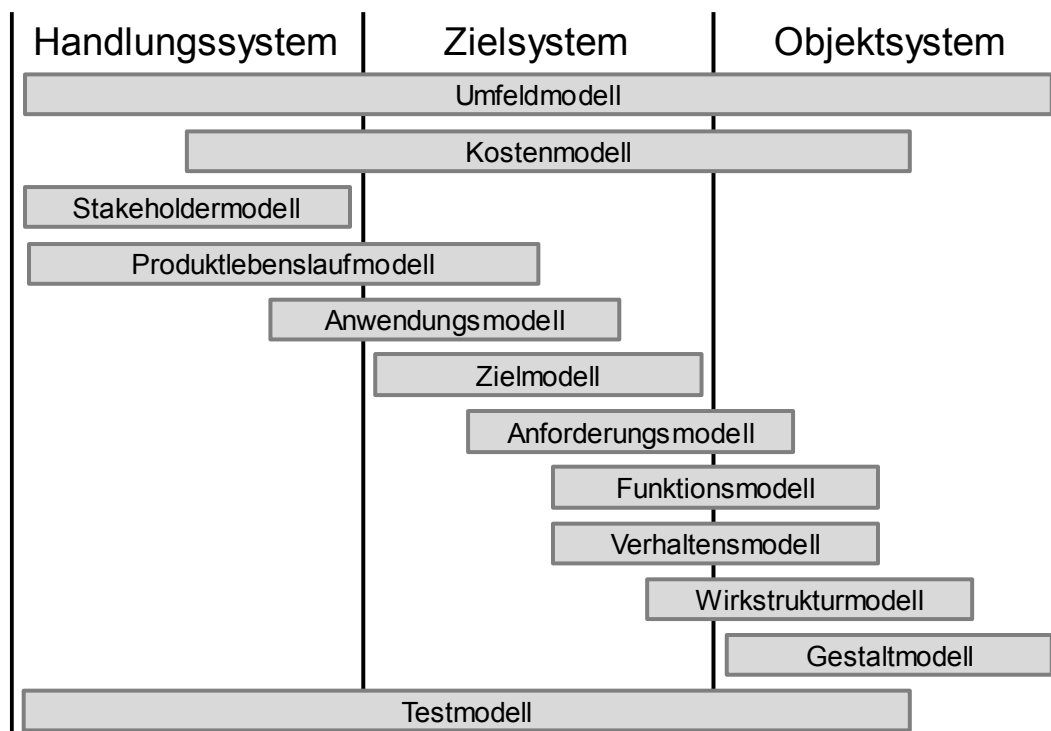 Handlungssystem Zielsystem Objektsystem
Umfeldmodell
Kostenmodell
Stakeholdermodell
Produktlebenslaufmodell
Anwendungsmodell
Zielmodell
Anforderungsmodell
Funktionsmodell
Verhaltensmodell
Wirkstrukturmodell
Gestaltmodell
Testmodell